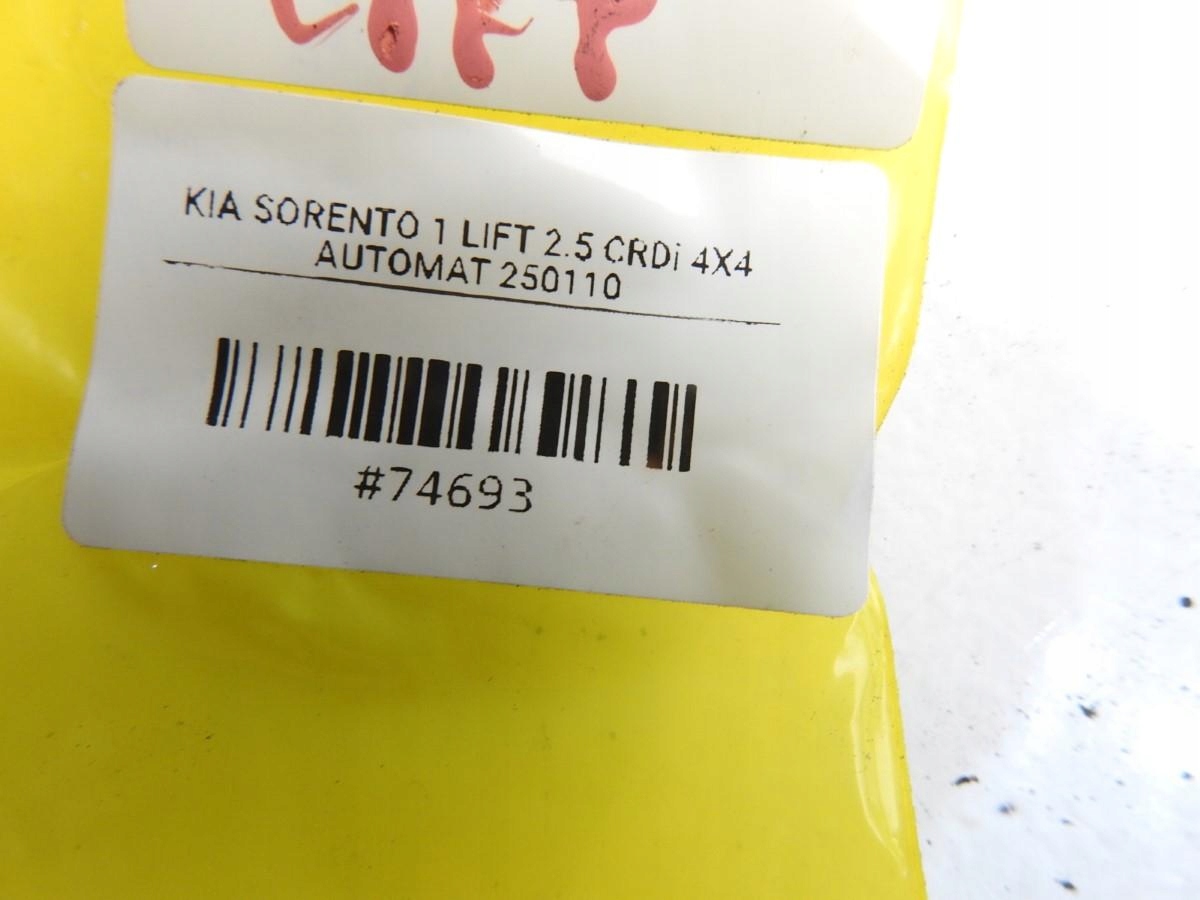 KIA SORENTO 1 LIFT 2.5 CRDi 4X4
AUTOMAT 250110
#74693